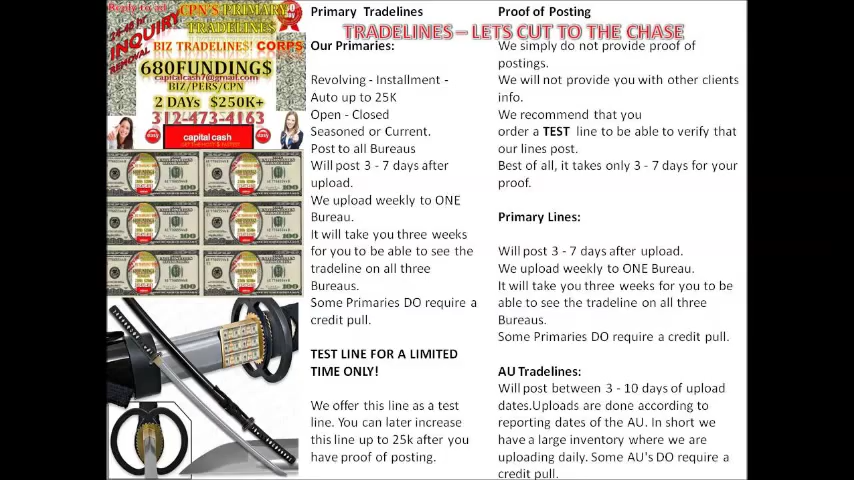 Ready to ad
CPN'S PRIMARY
TRADELINE$
24-48 hr
INQUIRY
REMOVAL
BIZ TRADELINE$! CORPS
680FUNDING$
capitalcash7@gmail.com
BIZ/PERS/CPN
2 DAYs $250K+
312-473-4163
easy
capital cash
easy
Primary Tradelines
Proof of Posting
TRADELINES – LETS CUT TO THE CHASE
Our Primaries:
Revolving - Installment -
Auto up to 25K
Open - Closed
Seasoned or Current.
Post to all Bureaus
Will post 3 - 7 days after
upload.
We upload weekly to ONE
Bureau.
It will take you three weeks
for you to be able to see the
tradeline on all three
Bureaus.
Some Primaries DO require a
credit pull.
TEST LINE FOR A LIMITED
TIME ONLY!
We offer this line as a test
line. You can later increase
this line up to 25k after you
have proof of posting.
We simply do not provide proof of
postings.
We will not provide you with other clients
info.
We recommend that you
order a TEST line to be able to verify that
our lines post.
Best of all, it takes only 3 - 7 days for your
proof.
Primary Lines:
Will post 3 - 7 days after upload.
We upload weekly to ONE Bureau.
It will take you three weeks for you to be
able to see the tradeline on all three
Bureaus.
Some Primaries DO require a credit pull.
AU Tradelines:
Will post between 3 - 10 days of upload
dates.Uploads are done according to
reporting dates of the AU. In short we
have a large inventory where we are
uploading daily. Some AU's DO require a
credit pull.